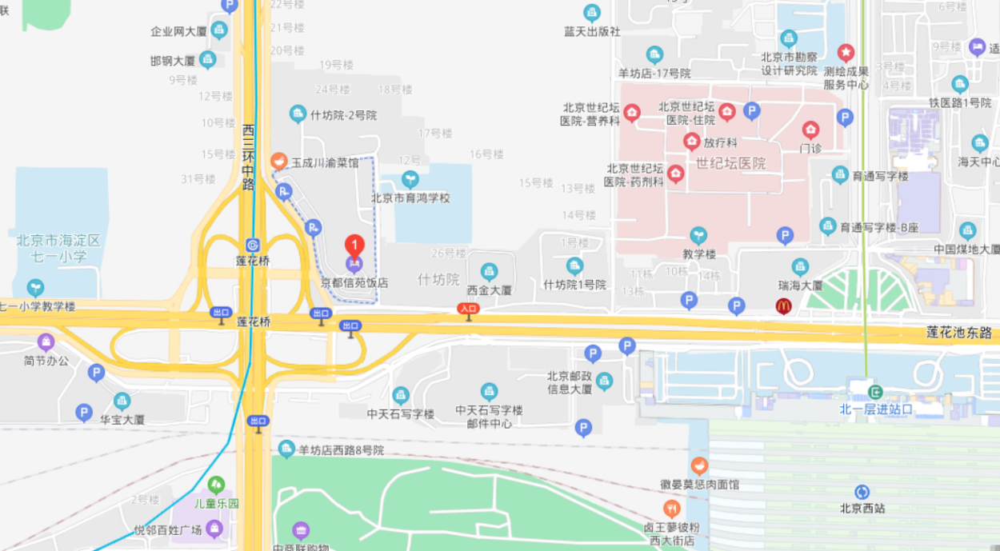 联
22号楼
21号楼
20号楼
企业网大厦
邯钢大厦
9号楼
12号楼
10号楼
15号楼
31号楼
西三环中路
19号楼
24号楼
18号楼
什坊院-2号院
17号楼
12号
16号楼
15号楼
13号楼
14号楼
玉成川渝菜馆
北京市育鸿学校
蓝天出版社
羊坊店-17号院
北京市勘察
设计研究院
测绘成果
服务中心
6号楼
9号楼
适
3号楼
4号楼
铁医路1号院
海天中心
北京世纪坛
医院-营养科
北京世纪坛
医院-住院
放疗科
门诊
世纪坛医院
北京世纪坛
医院-药剂科
育通写字楼
育通写字楼-B座
中国煤地大厦
教学楼
瑞海大厦
11栋
10栋
14栋
13栋
1号楼
什坊院1号院
26号楼
什坊院
西金大厦
1
京都信苑饭店
莲花桥
莲花桥
北京市海淀区
七一小学
七一小学教学楼
出口
出口
出口
入口
莲花池东路
简节办公
华宝大厦
出口
中天石写字楼
中天石写字楼
邮件中心
北京邮政
信息大厦
北一层进站口
羊坊店西路8号院
2号楼
儿童乐园
悦邻百姓广场
中商联购物
徽晏莫惩肉面馆
卤王蓼彼粉
西大街店
北京西站